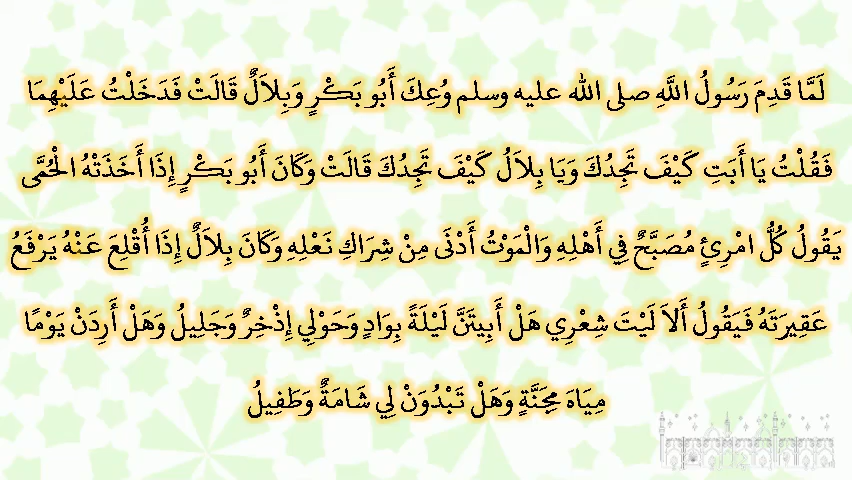 لَمَّا قَدِمَ رَسُولُ اللَّهِ صلى الله عليه وسلم وُعِكَ أَبُو بَكْرٍ وَبِلاَلٌ قَالَتْ فَدَخَلْتُ عَلَيْهِمَا
فَقُلْتُ يَا أَبَتِ كَيْفَ تَجِدُكَ وَيَا بِلاَلُ كَيْفَ تَجِدُكَ قَالَتْ وَكَانَ أَبُو بَكْرٍ إِذَا أَخَذَتْهُ الْحُمَّى
يَقُولُ كُلُّ امْرِئٍ مُصَبَّحٌ فِي أَهْلِهِ وَالْمَوْتُ أَدْنَى مِنْ شِرَاكِ نَعْلِهِ وَكَانَ بِلاَلٌ إِذَا أُقْلِعَ عَنْهُ يَرْفَعُ
عَقِيرَتَهُ فَيَقُولُ أَلاَ لَيْتَ شِعْرِي هَلْ أَبِيتَنَّ لَيْلَةً بِوَادٍ وَحَوْلِي إِذْخِرٌ وَجَلِيلُ وَهَلْ أَرِدَنْ يَوْمًا
مِيَاهَ مِجَنَّةٍ وَهَلْ تَبْدُوَنْ لِي شَامَةٌ وَطَفِيلُ